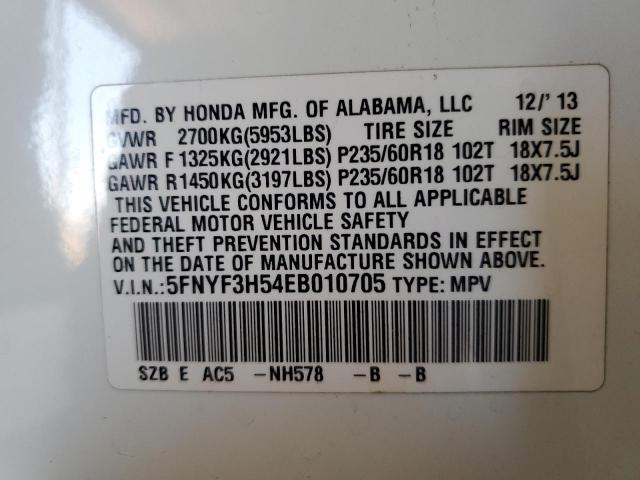 MFD. BY HONDA MFG. OF ALABAMA, LLC 12/'13
GVWR 2700KG(5953LBS) TIRE SIZE RIM SIZE
GAWR F 1325KG(2921LBS) P235/60R18 102T 18X7.5J
GAWR R1450KG(3197LBS) P235/60R18 102T 18X7.5J
THIS VEHICLE CONFORMS TO ALL APPLICABLE
FEDERAL MOTOR VEHICLE SAFETY
AND THEFT PREVENTION STANDARDS IN EFFECT
ON THE DATE OF MANUFACTURE SHOWN ABOVE.
V.I.N.:5FNYF3H54EB010705 TYPE: MPV
SZB E AC5 -NH578 -B -B